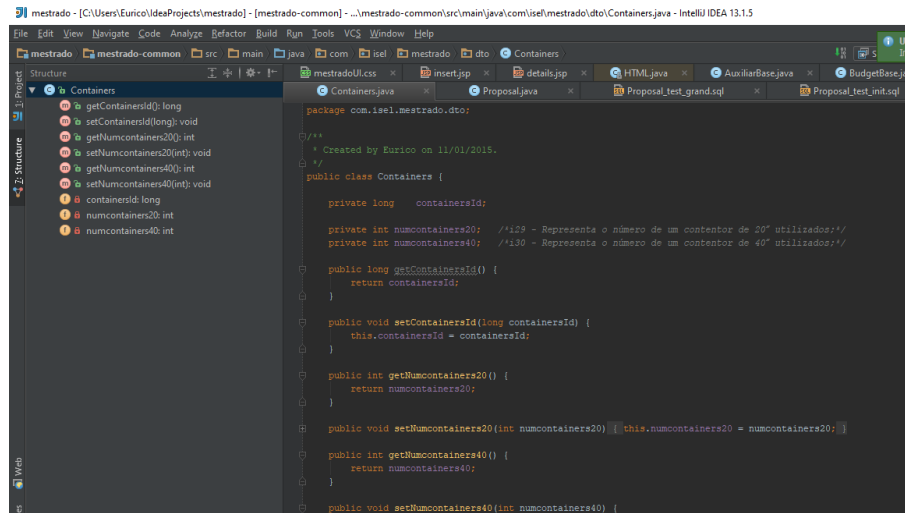 mestrado - [C:\Users\Eurico\IdeaProjects\mestrado] - [mestrado-common] - ...\mestrado-common\src\main\java\com\isel\mestrado\dto\Containers.java - IntelliJ IDEA 13.1.5
File Edit View Navigate Code Analyze Refactor Build Run Tools VCS Window Help
mestrado mestrado-common src main java com isel mestrado dto Containers
Structure
mestradoUI.css insert.jsp details.jsp HTML.java AuxiliarBase.java BudgetBase.ja
Containers.java Proposal.java Proposal_test_grand.sql Proposal_test_init.sql
1: Project
2: Structure
Web
Containers
getContainersId(): long
setContainersId(long): void
getNumcontainers20(): int
setNumcontainers20(int): void
getNumcontainers40(): int
setNumcontainers40(int): void
containersId: long
numcontainers20: int
numcontainers40: int
package com.isel.mestrado.dto;
/**
* Created by Eurico on 11/01/2015.
*/
public class Containers {
private long containersId;
private int numcontainers20; /*i29 - Representa o número de um contentor de 20″ utilizados;*/
private int numcontainers40; /*i30 - Representa o número de um contentor de 40″ utilizados;*/
public long getContainersId() {
return containersId;
}
public void setContainersId(long containersId) {
this.containersId = containersId;
}
public int getNumcontainers20() {
return numcontainers20;
}
public void setNumcontainers20(int numcontainers20) { this.numcontainers20 = numcontainers20; }
public int getNumcontainers40() {
return numcontainers40;
}
public void setNumcontainers40(int numcontainers40) {